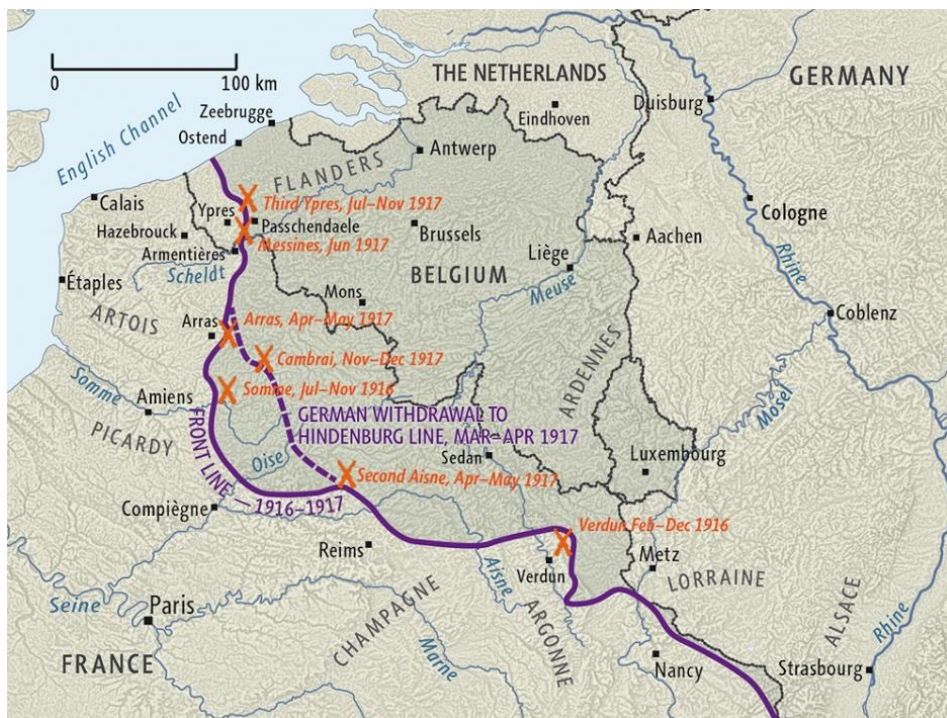 THE NETHERLANDS
GERMANY
0 100 km
Zeebrugge
Ostend
Eindhoven
Duisburg
English Channel
FLANDERS
Antwerp
Calais
Third Ypres, Jul–Nov 1917
Ypres
Passchendaele
Cologne
Hazebrouck
Messines, Jun 1917
Brussels
Aachen
Armentières
Liège
Rhine
Scheldt
BELGIUM
Étaples
Meuse
Mons
ARTOIS
Arras
Arras, Apr–May 1917
Coblenz
Cambrai, Nov–Dec 1917
ARDENNES
Somme
Somme, Jul–Nov 1916
Mosel
Amiens
GERMAN WITHDRAWAL TO
HINDENBURG LINE, MAR–APR 1917
PICARDY
FRONT LINE — 1916–1917
Oise
Sedan
Luxembourg
Second Aisne, Apr–May 1917
Compiègne
Verdun Feb–Dec 1916
Reims
Metz
Aisne
Verdun
LORRAINE
Seine
Paris
CHAMPAGNE
ARGONNE
ALSACE
Rhine
Marne
FRANCE
Nancy
Strasbourg